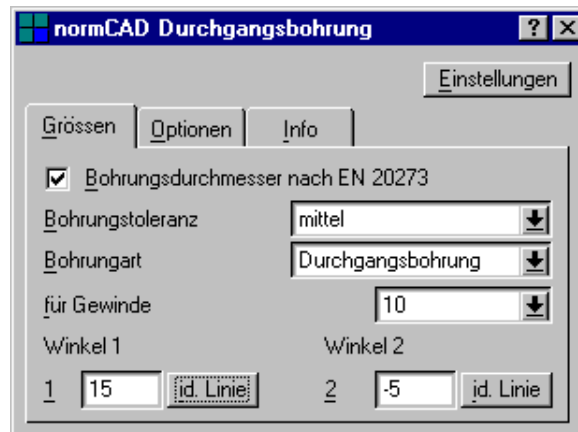 normCAD Durchgangsbohrung ? ×
Einstellungen
Grössen Optionen Info
Bohrungsdurchmesser nach EN 20273
Bohrungstoleranz mittel
Bohrungart Durchgangsbohrung
für Gewinde 10
Winkel 1 Winkel 2
1 15 id. Linie 2 -5 id. Linie